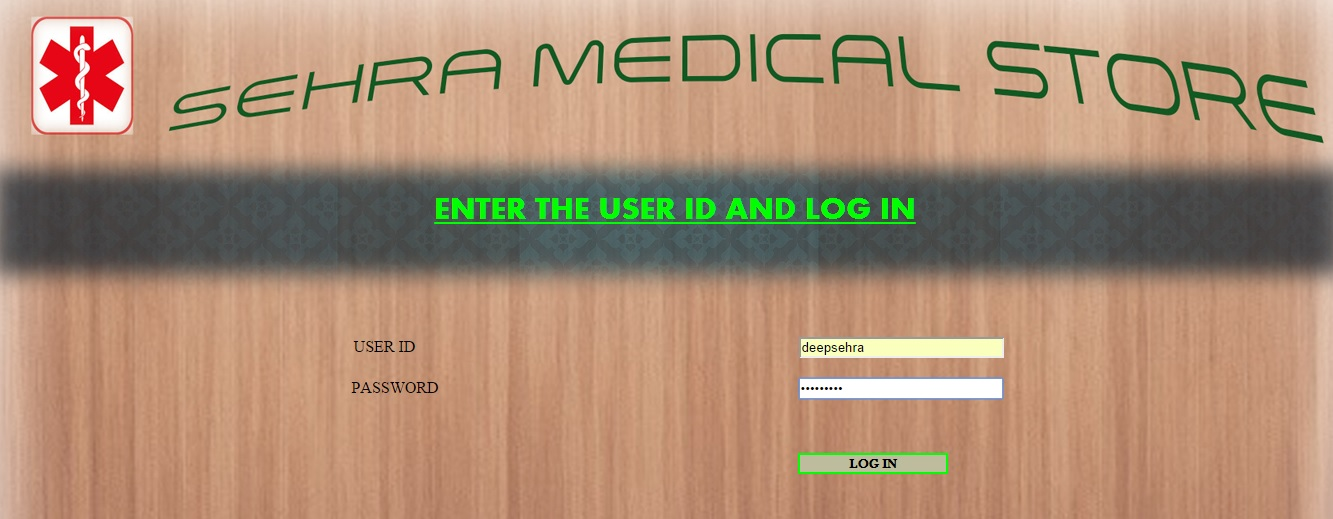 SEHRA MEDICAL STORE
ENTER THE USER ID AND LOG IN
USER ID deepsehra
PASSWORD •••••••••
LOG IN